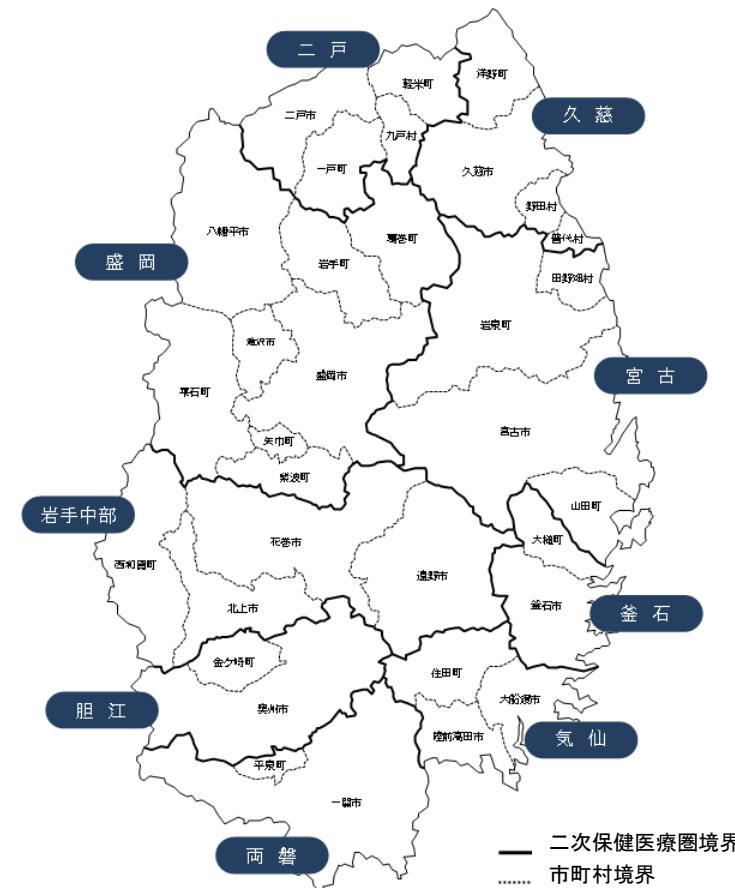 二戸
軽米町
洋野町
二戸市
九戸村
久慈
一戸町
久慈市
野田村
八幡平市
葛巻町
普代村
盛岡
岩手町
田野畑村
岩泉町
滝沢市
盛岡市
宮古
雫石町
宮古市
矢巾町
紫波町
山田町
岩手中部
花巻市
大槌町
西和賀町
遠野市
北上市
釜石市
釜石
金ケ崎町
住田町
胆江
奥州市
大船渡市
陸前高田市
気仙
平泉町
一関市
両磐
二次保健医療圏境界
市町村境界